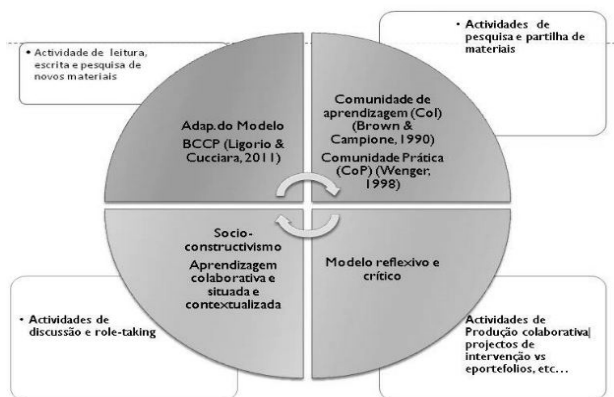 • Actividade de leitura,
escrita e pesquisa de
novos materiais
• Actividades de
pesquisa e partilha de
materiais
Adap.do Modelo
BCCP (Ligorio &
Cucciara, 2011)
Comunidade de
aprendizagem (CoI)
(Brown &
Campione, 1990)
Comunidade Prática
(CoP) (Wenger,
1998)
Socio-
constructivismo
Aprendizagem
colaborativa e
situada e
contextualizada
Modelo reflexivo e
crítico
• Actividades de
discussão e role-taking
Actividades de
Produção colaborativa|
projectos de
intervenção vs
eportefolios, etc...